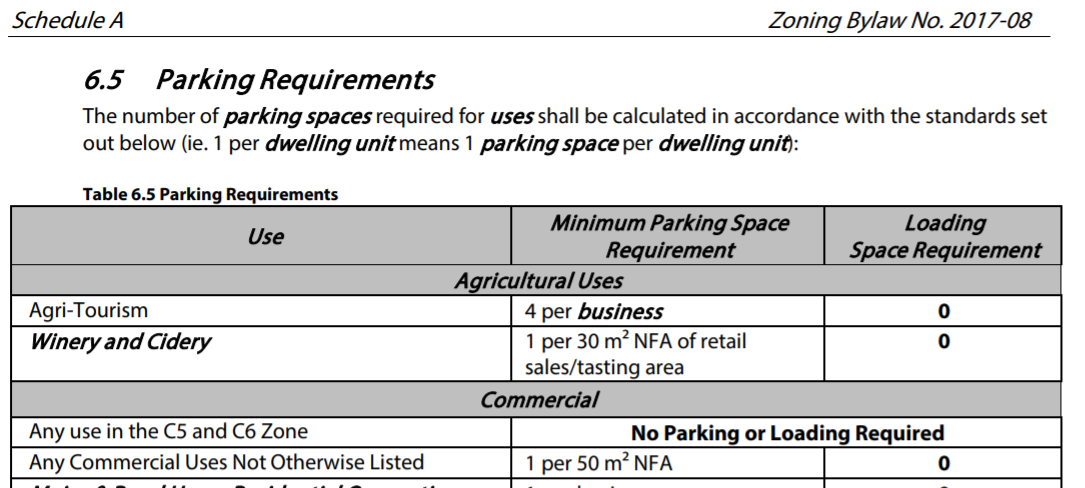 Schedule A Zoning Bylaw No. 2017-08
6.5 Parking Requirements
The number of parking spaces required for uses shall be calculated in accordance with the standards set
out below (ie. 1 per dwelling unit means 1 parking space per dwelling unit):
Table 6.5 Parking Requirements
Use Minimum Parking Space Requirement Loading Space Requirement
Agricultural Uses
Agri-Tourism 4 per business 0
Winery and Cidery 1 per 30 m² NFA of retail sales/tasting area 0
Commercial
Any use in the C5 and C6 Zone No Parking or Loading Required
Any Commercial Uses Not Otherwise Listed 1 per 50 m² NFA 0